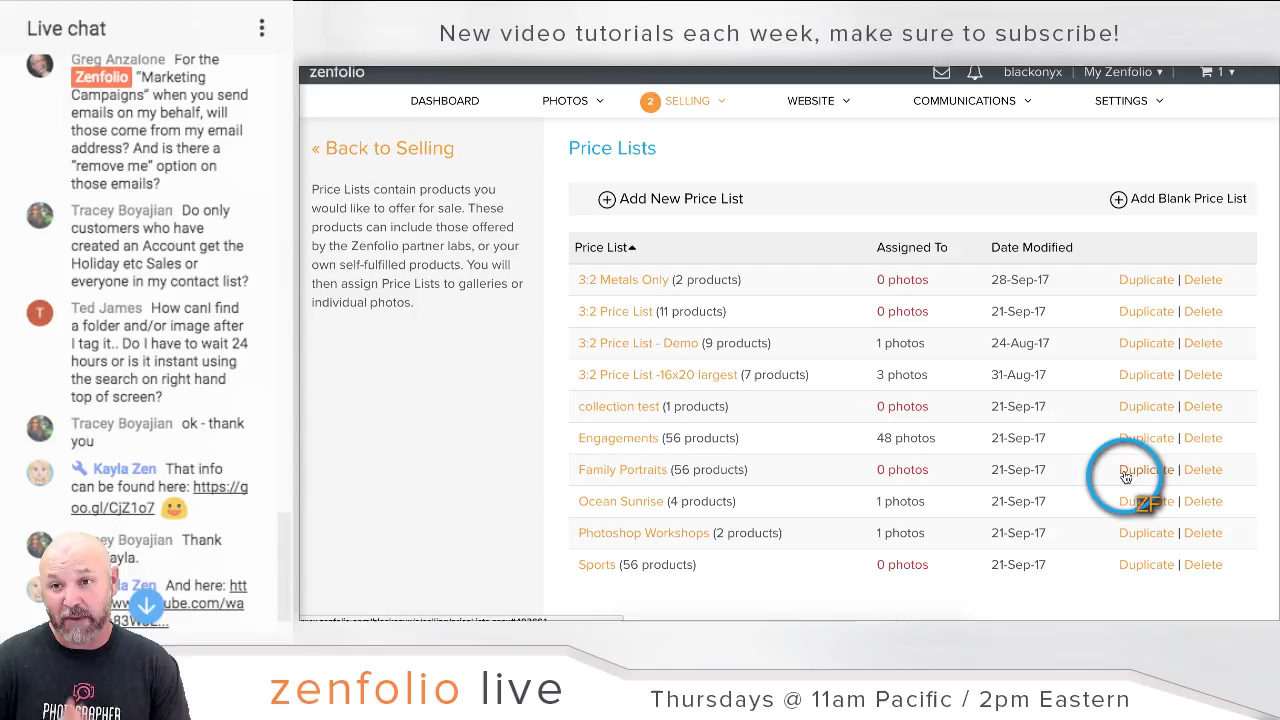 Live chat
Greg Anzalone For the
Zenfolio "Marketing
Campaigns" when you send
emails on my behalf, will
those come from my email
address? And is there a
"remove me" option on
those emails?
Tracey Boyajian Do only
customers who have
created an Account get the
Holiday etc Sales or
everyone in my contact list?
T
Ted James How canI find
a folder and/or image after
I tag it.. Do I have to wait 24
hours or is it instant using
the search on right hand
top of screen?
Tracey Boyajian ok - thank
you
Kayla Zen That info
can be found here: https://g
oo.gl/CjZ1o7
Boyajian Thank
Zen And here: htt
PHOTOGRAPHER
New video tutorials each week, make sure to subscribe!
zenfolio
blackonyx | My Zenfolio ▾ | 1 ▾
DASHBOARD PHOTOS 2 SELLING WEBSITE COMMUNICATIONS SETTINGS
« Back to Selling
Price Lists contain products you
would like to offer for sale. These
products can include those offered
by the Zenfolio partner labs, or your
own self-fulfilled products. You will
then assign Price Lists to galleries or
individual photos.
Price Lists
Add New Price List Add Blank Price List
Price List Assigned To Date Modified
3:2 Metals Only (2 products) 0 photos 28-Sep-17 Duplicate | Delete
3:2 Price List (11 products) 0 photos 21-Sep-17 Duplicate | Delete
3:2 Price List - Demo (9 products) 1 photos 24-Aug-17 Duplicate | Delete
3:2 Price List -16x20 largest (7 products) 3 photos 31-Aug-17 Duplicate | Delete
collection test (1 products) 0 photos 21-Sep-17 Duplicate | Delete
Engagements (56 products) 48 photos 21-Sep-17 Duplicate | Delete
Family Portraits (56 products) 0 photos 21-Sep-17 Duplicate | Delete
Ocean Sunrise (4 products) 1 photos 21-Sep-17 Duplicate | Delete
ZF
Photoshop Workshops (2 products) 1 photos 21-Sep-17 Duplicate | Delete
Sports (56 products) 0 photos 21-Sep-17 Duplicate | Delete
zenfolio live
Thursdays @ 11am Pacific / 2pm Eastern